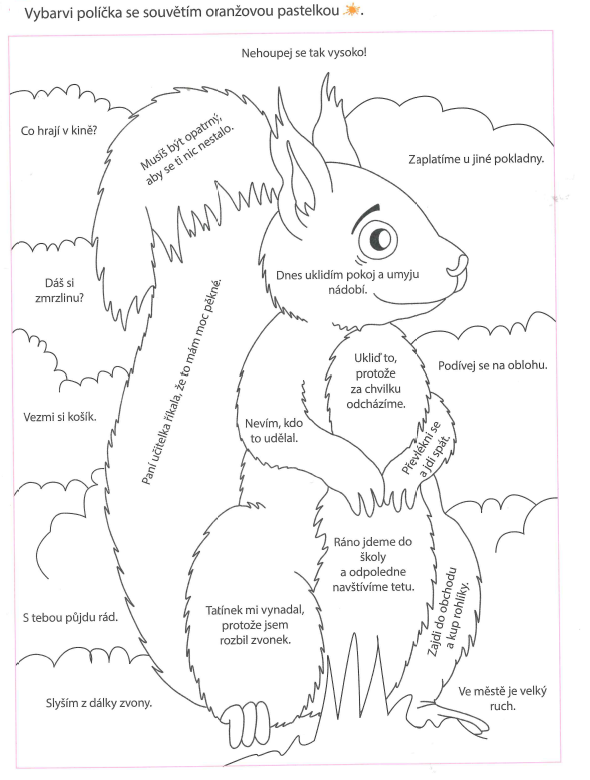 Vybarvi políčka se souvětím oranžovou pastelkou .
Nehoupej se tak vysoko!
Co hrají v kině?
Musíš být opatrný,
aby se ti nic nestalo.
Zaplatíme u jiné pokladny.
Dáš si
zmrzlinu?
Dnes uklidím pokoj a umyju
nádobí.
Paní učitelka říkala, že to mám moc pěkné.
Ukliď to,
protože
za chvilku
odcházíme.
Podívej se na oblohu.
Vezmi si košík.
Nevím, kdo
to udělal.
Převlékni se
a jdi spát.
Ráno jdeme do
školy
a odpoledne
navštívíme tetu.
S tebou půjdu rád.
Tatínek mi vynadal,
protože jsem
rozbil zvonek.
Zajdi do obchodu
a kup rohlíky.
Slyším z dálky zvony.
Ve městě je velký
ruch.